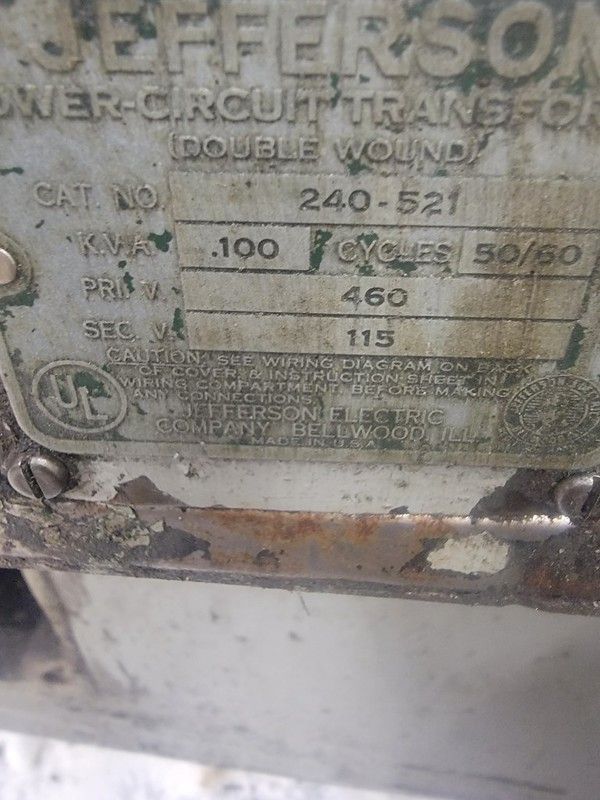 JEFFERSON
OWER-CIRCUIT TRANSFOR
(DOUBLE WOUND)
CAT. NO. 240-521
K.V.A. .100 CYCLES 50/60
PRI. V. 460
SEC. V. 115
CAUTION: SEE WIRING DIAGRAM ON BACK
OF COVER, & INSTRUCTION SHEET IN
WIRING COMPARTMENT, BEFORE MAKING
ANY CONNECTIONS.
UL
JEFFERSON ELECTRIC
COMPANY BELLWOOD, ILL.
MADE IN U.S.A.